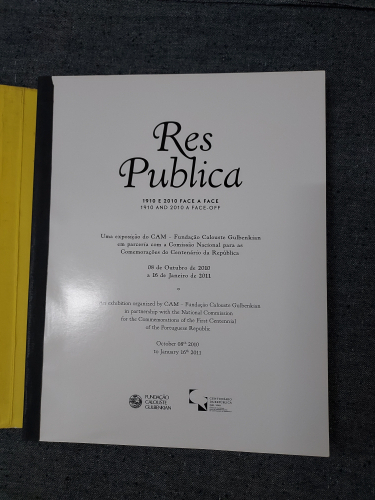 Res
Publica
1910 E 2010 FACE A FACE
1910 AND 2010 A FACE-OFF
Uma exposição do CAM – Fundação Calouste Gulbenkian
em parceria com a Comissão Nacional para as
Comemorações do Centenário da República
08 de Outubro de 2010
a 16 de Janeiro de 2011
exhibition organized by CAM – Fundação Calouste Gulbenkian
in partnership with the National Commission
for the Commemorations of the First Centennial
of the Portuguese Republic
October 08th 2010
to January 16th 2011
FUNDAÇÃO
CALOUSTE
GULBENKIAN
CENTENÁRIO
REPÚBLICA